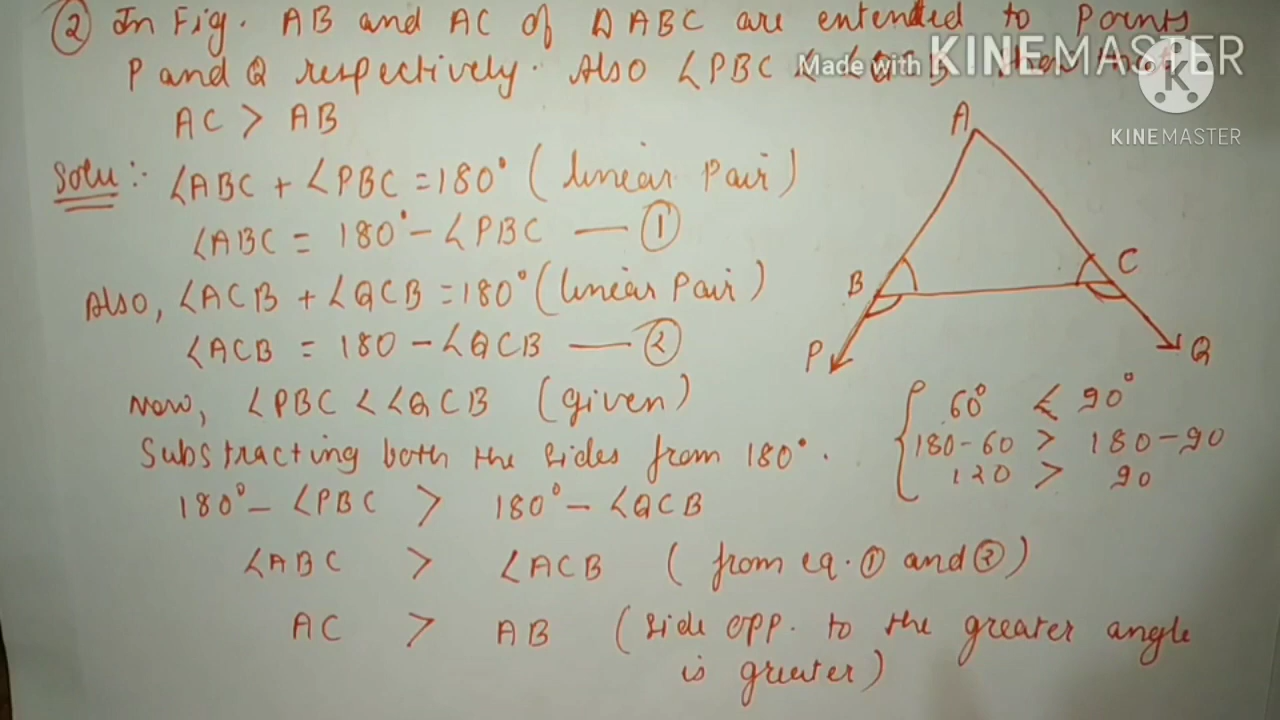 ② In Fig. AB and AC of Δ ABC are entended to Points
P and Q respectively. Also ∠PBC <
Made with KINEMASTER
K
KINEMASTER
AC > AB
A
B
C
P
Q
Solu:- ∠ABC + ∠PBC = 180° (linear Pair)
∠ABC = 180° - ∠PBC — ①
Also, ∠ACB + ∠QCB = 180° (linear Pair)
∠ACB = 180 - ∠QCB — ②
Now, ∠PBC < ∠QCB (given)
60° < 90°
180-60 > 180-90
120 > 90
Substracting both the sides from 180°.
180° - ∠PBC > 180° - ∠QCB
∠ABC > ∠ACB (from eq. ① and ②)
AC > AB (side opp. to the greater angle
is greater)